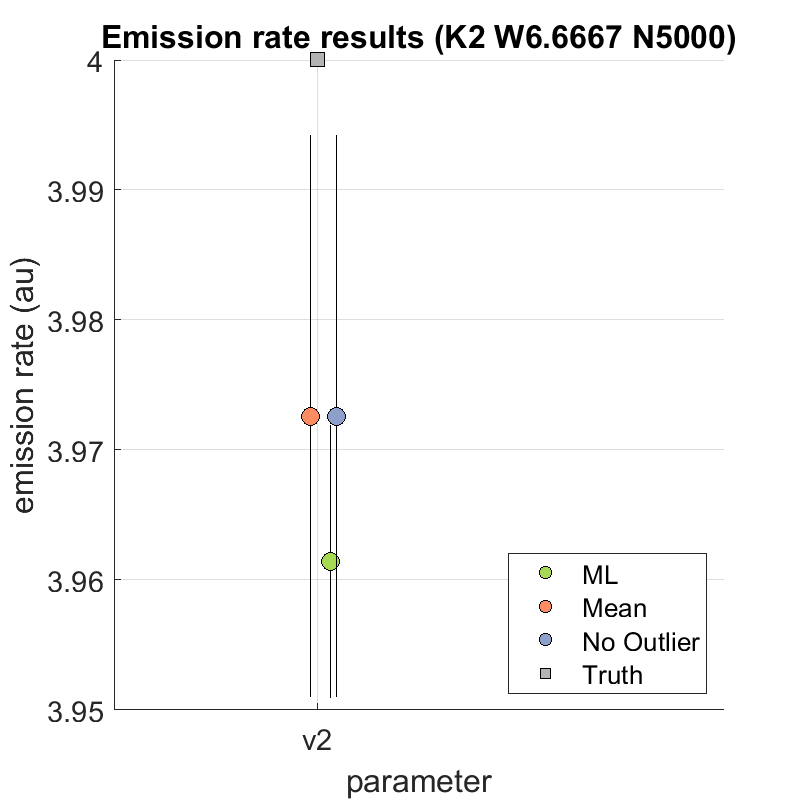 Emission rate results (K2 W6.6667 N5000)
4
3.99
3.98
3.97
3.96
3.95
emission rate (au)
v2
parameter
ML
Mean
No Outlier
Truth